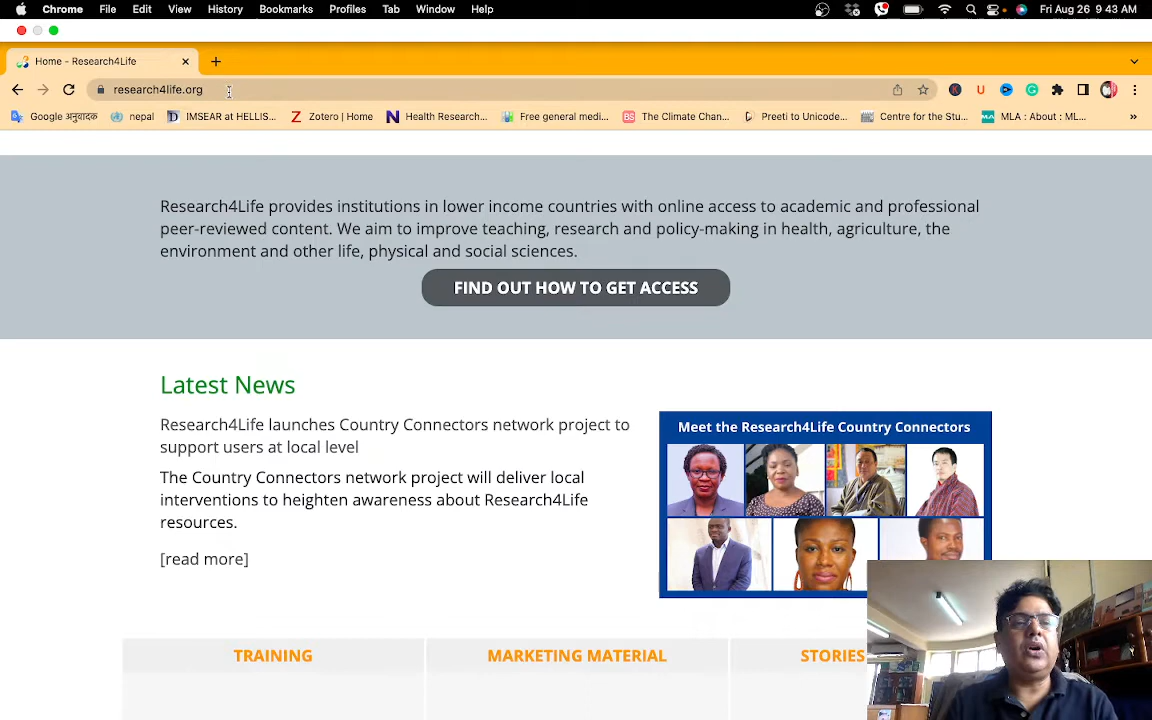 Chrome File Edit View History Bookmarks Profiles Tab Window Help Fri Aug 26 9:43 AM
Home - Research4Life
research4life.org
Google अनुवादक nepal IMSEAR at HELLIS... Zotero | Home Health Research... Free general medi... The Climate Chan... Preeti to Unicode... Centre for the Stu... MLA : About : ML...
Research4Life provides institutions in lower income countries with online access to academic and professional
peer-reviewed content. We aim to improve teaching, research and policy-making in health, agriculture, the
environment and other life, physical and social sciences.
FIND OUT HOW TO GET ACCESS
Latest News
Research4Life launches Country Connectors network project to
support users at local level
The Country Connectors network project will deliver local
interventions to heighten awareness about Research4Life
resources.
[read more]
Meet the Research4Life Country Connectors
TRAINING MARKETING MATERIAL STORIES